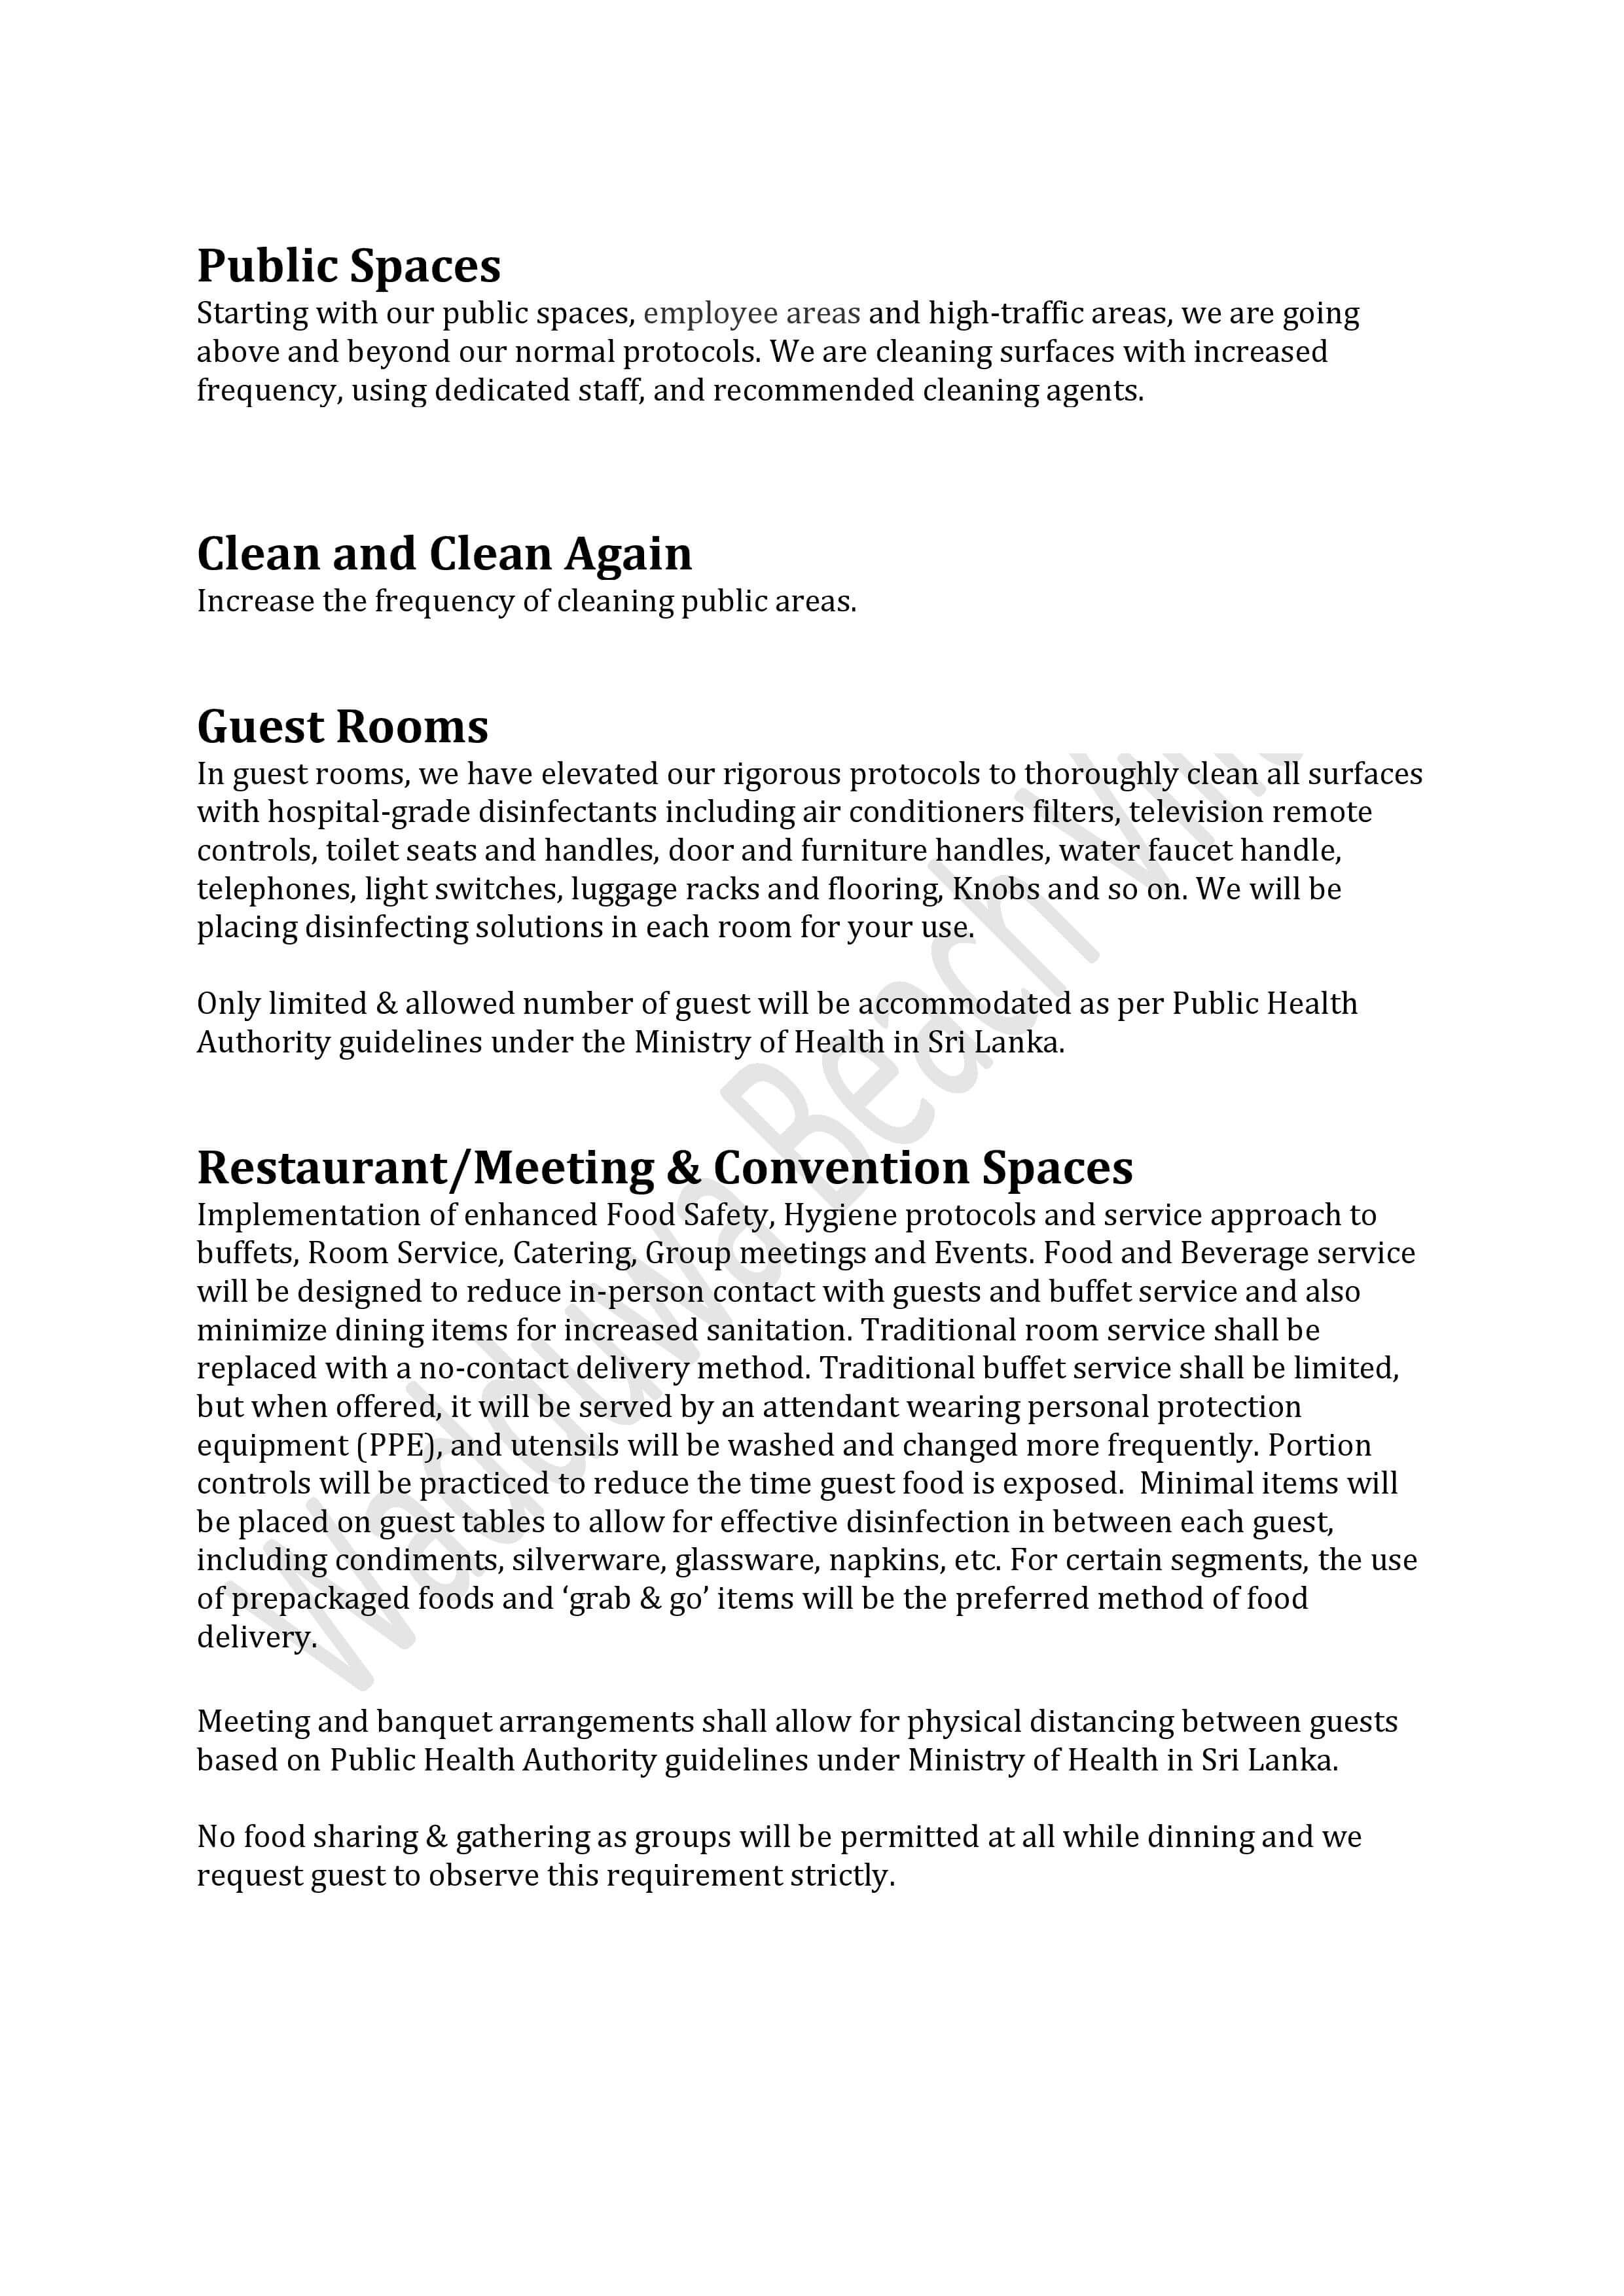 Public Spaces
Starting with our public spaces, employee areas and high-traffic areas, we are going
above and beyond our normal protocols. We are cleaning surfaces with increased
frequency, using dedicated staff, and recommended cleaning agents.
Clean and Clean Again
Increase the frequency of cleaning public areas.
Guest Rooms
In guest rooms, we have elevated our rigorous protocols to thoroughly clean all surfaces
with hospital-grade disinfectants including air conditioners filters, television remote
controls, toilet seats and handles, door and furniture handles, water faucet handle,
telephones, light switches, luggage racks and flooring, Knobs and so on. We will be
placing disinfecting solutions in each room for your use.
Only limited & allowed number of guest will be accommodated as per Public Health
Authority guidelines under the Ministry of Health in Sri Lanka.
Restaurant/Meeting & Convention Spaces
Implementation of enhanced Food Safety, Hygiene protocols and service approach to
buffets, Room Service, Catering, Group meetings and Events. Food and Beverage service
will be designed to reduce in-person contact with guests and buffet service and also
minimize dining items for increased sanitation. Traditional room service shall be
replaced with a no-contact delivery method. Traditional buffet service shall be limited,
but when offered, it will be served by an attendant wearing personal protection
equipment (PPE), and utensils will be washed and changed more frequently. Portion
controls will be practiced to reduce the time guest food is exposed.  Minimal items will
be placed on guest tables to allow for effective disinfection in between each guest,
including condiments, silverware, glassware, napkins, etc. For certain segments, the use
of prepackaged foods and ‘grab & go’ items will be the preferred method of food
delivery.
Meeting and banquet arrangements shall allow for physical distancing between guests
based on Public Health Authority guidelines under Ministry of Health in Sri Lanka.
No food sharing & gathering as groups will be permitted at all while dinning and we
request guest to observe this requirement strictly.
Wadduwa Beach